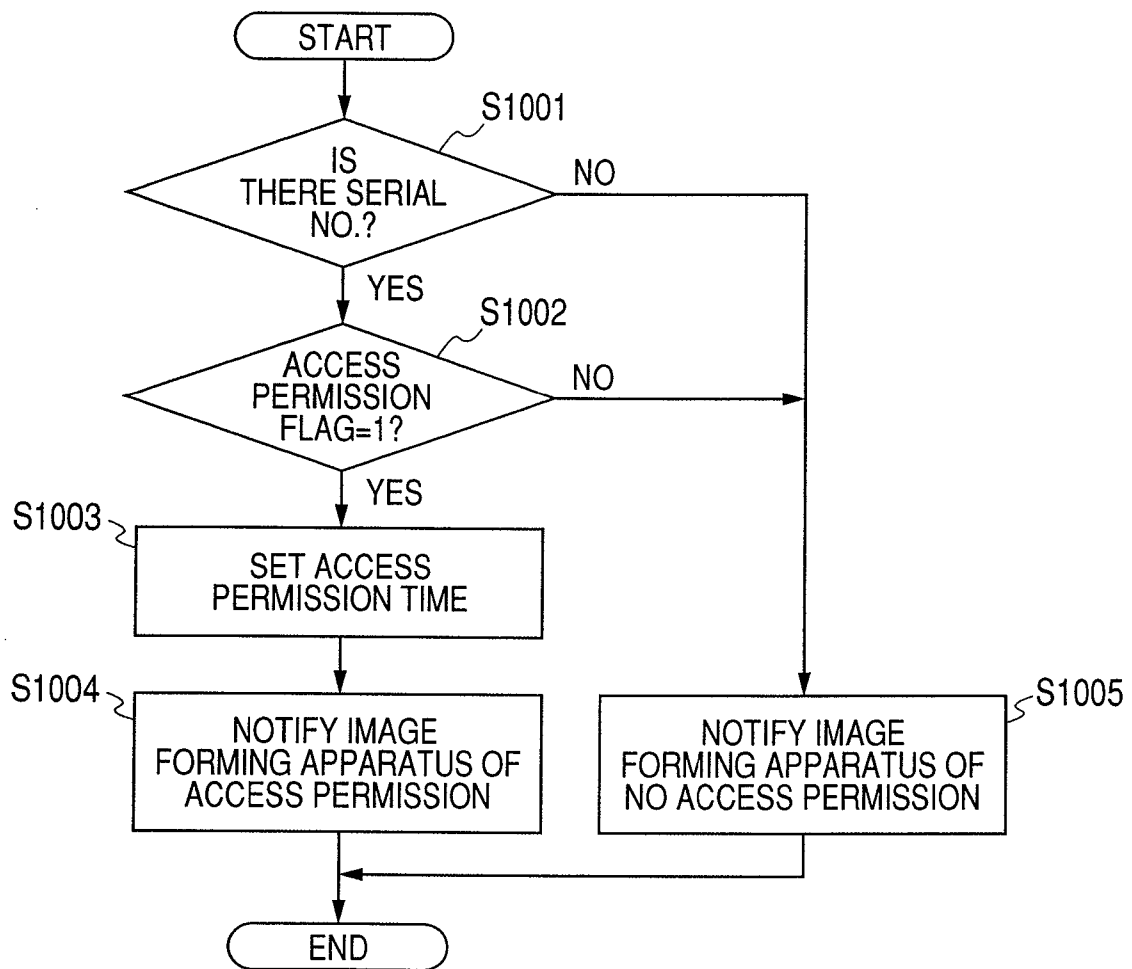 START
S1001
IS
THERE SERIAL
NO.?
NO
YES
S1002
ACCESS
PERMISSION
FLAG=1?
NO
YES
S1003
SET ACCESS
PERMISSION TIME
S1004
NOTIFY IMAGE
FORMING APPARATUS OF
ACCESS PERMISSION
S1005
NOTIFY IMAGE
FORMING APPARATUS OF
NO ACCESS PERMISSION
END